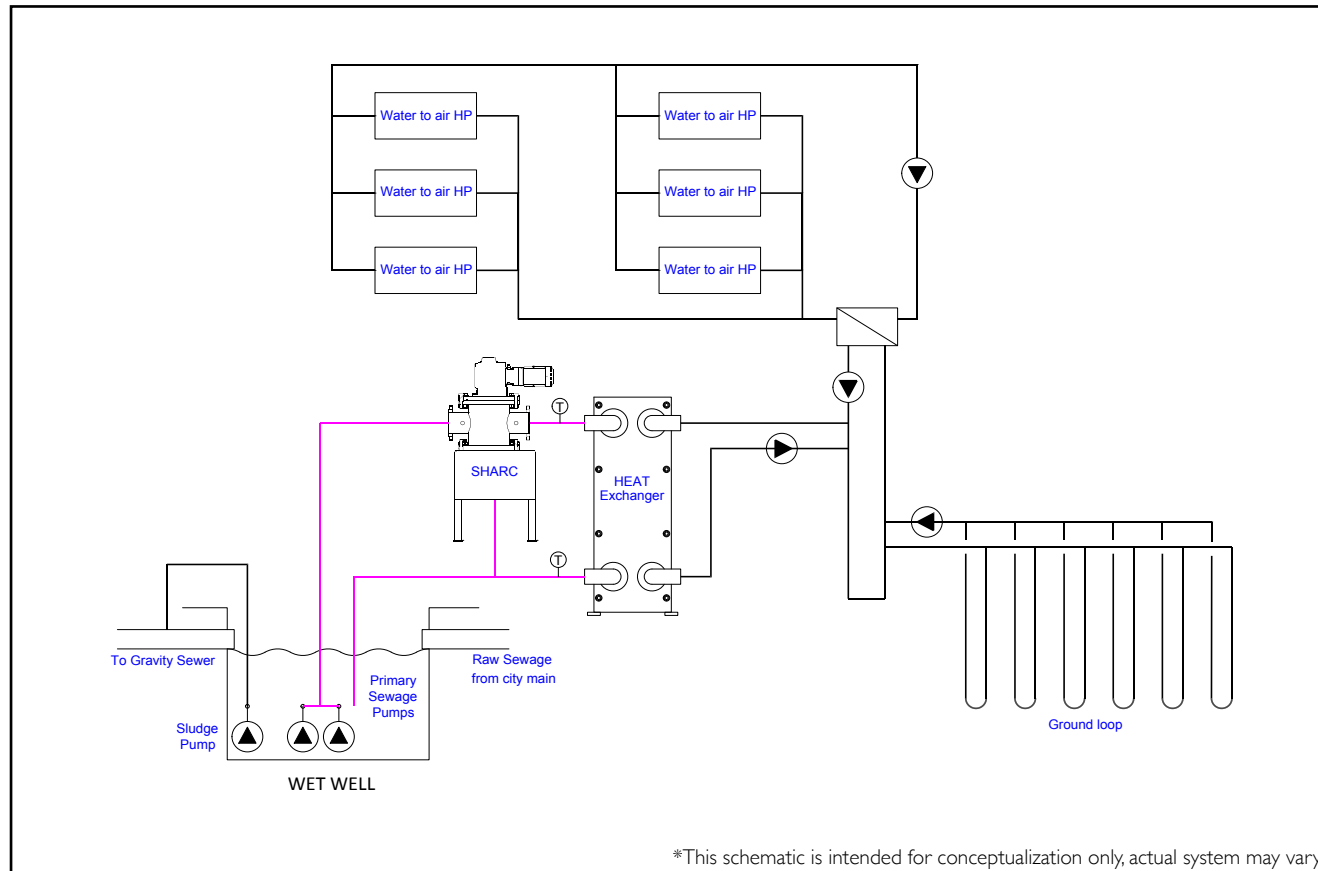 Water to air HP
Water to air HP
Water to air HP
Water to air HP
Water to air HP
Water to air HP
T
SHARC
HEAT
Exchanger
T
To Gravity Sewer
Raw Sewage
from city main
Primary
Sewage
Pumps
Sludge
Pump
Ground loop
WET WELL
*This schematic is intended for conceptualization only, actual system may vary